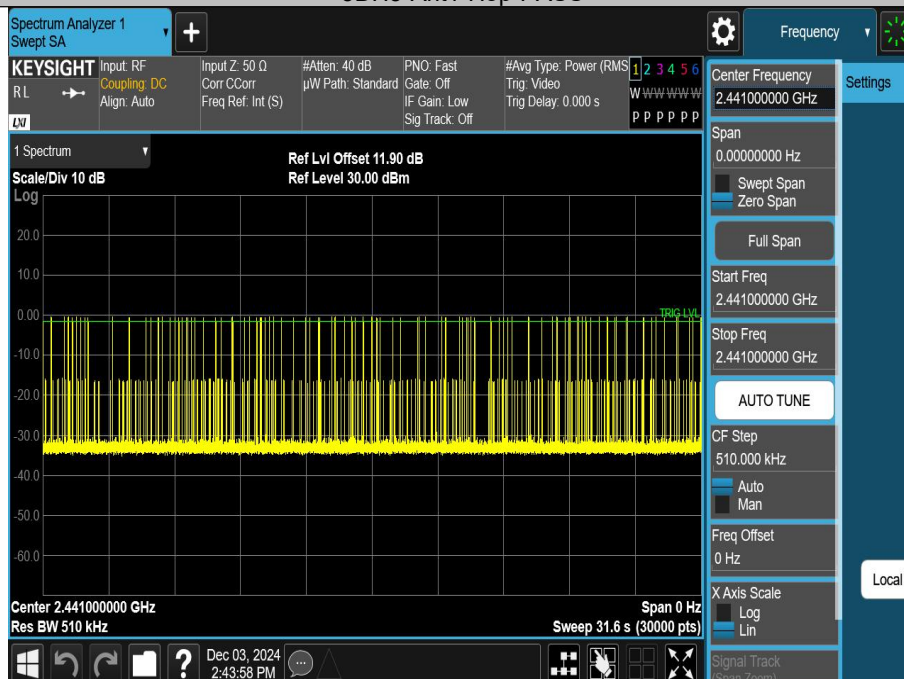 Spectrum Analyzer 1
Swept SA
Frequency
KEYSIGHT
R L
LXI
Input: RF
Coupling: DC
Align: Auto
Input Z: 50 Ω
Corr CCorr
Freq Ref: Int (S)
#Atten: 40 dB
µW Path: Standard
PNO: Fast
Gate: Off
IF Gain: Low
Sig Track: Off
#Avg Type: Power (RMS
Trig: Video
Trig Delay: 0.000 s
1 2 3 4 5 6
W W W W W W
P P P P P P
Center Frequency
2.441000000 GHz
Settings
Span
0.00000000 Hz
Swept Span
Zero Span
Full Span
Start Freq
2.441000000 GHz
Stop Freq
2.441000000 GHz
AUTO TUNE
CF Step
510.000 kHz
Auto
Man
Freq Offset
0 Hz
X Axis Scale
Log
Lin
Signal Track
(Span Zoom)
Local
1 Spectrum
Scale/Div 10 dB
Ref Lvl Offset 11.90 dB
Ref Level 30.00 dBm
Log
20.0
10.0
0.00
TRIG LVL
-10.0
-20.0
-30.0
-40.0
-50.0
-60.0
Center 2.441000000 GHz
Span 0 Hz
Res BW 510 kHz
Sweep 31.6 s (30000 pts)
?
Dec 03, 2024
2:43:58 PM